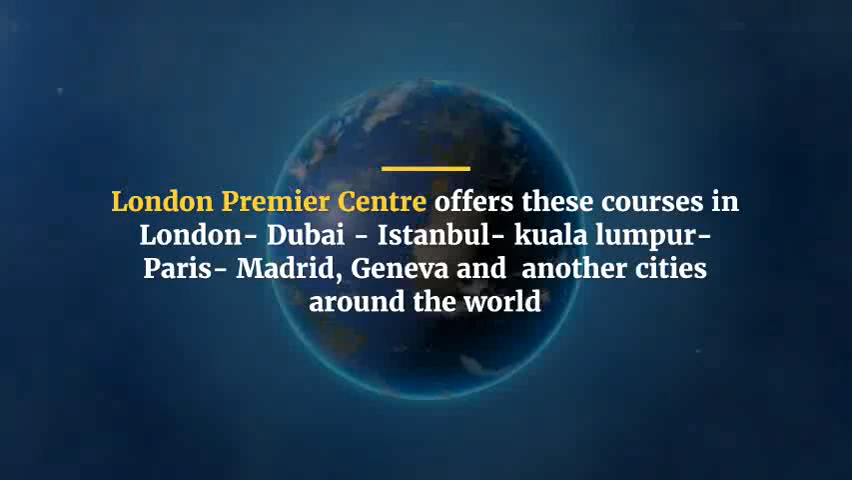 London Premier Centre offers these courses in
London- Dubai - Istanbul- kuala lumpur-
Paris- Madrid, Geneva and  another cities
around the world